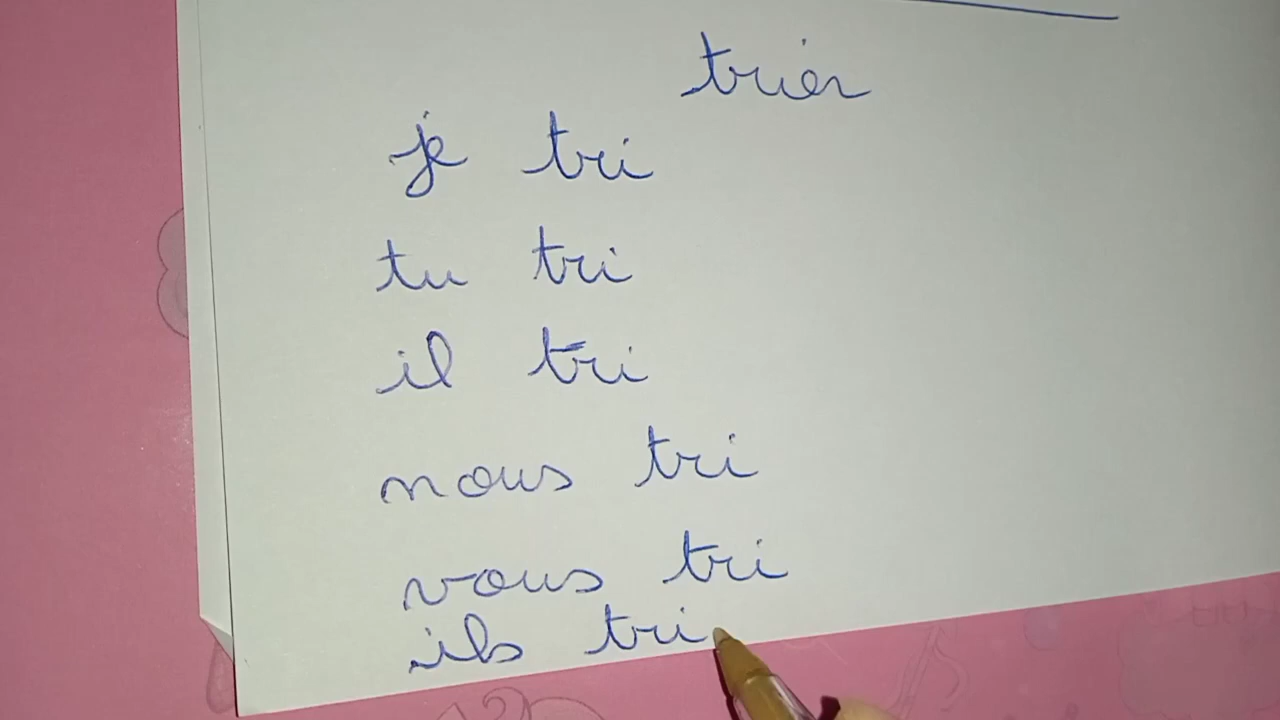 trier
je tri
tu tri
il tri
nous tri
vous tri
ils tri